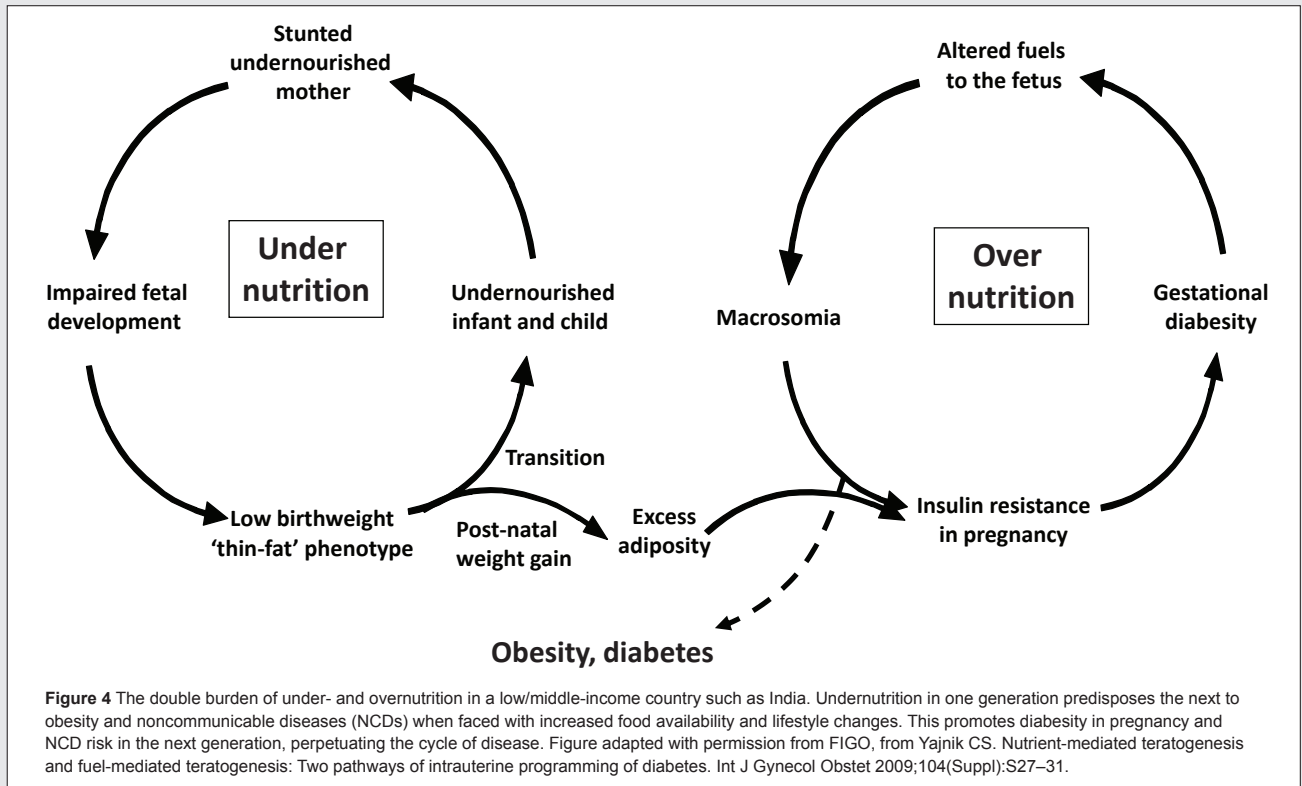 Stunted
undernourished
mother
Impaired fetal
development
Under
nutrition
Undernourished
infant and child
Low birthweight
‘thin-fat’ phenotype
Transition
Post-natal
weight gain
Excess
adiposity
Altered fuels
to the fetus
Macrosomia
Over
nutrition
Gestational
diabesity
Insulin resistance
in pregnancy
Obesity, diabetes
Figure 4 The double burden of under- and overnutrition in a low/middle-income country such as India. Undernutrition in one generation predisposes the next to
obesity and noncommunicable diseases (NCDs) when faced with increased food availability and lifestyle changes. This promotes diabesity in pregnancy and
NCD risk in the next generation, perpetuating the cycle of disease. Figure adapted with permission from FIGO, from Yajnik CS. Nutrient-mediated teratogenesis
and fuel-mediated teratogenesis: Two pathways of intrauterine programming of diabetes. Int J Gynecol Obstet 2009;104(Suppl):S27–31.